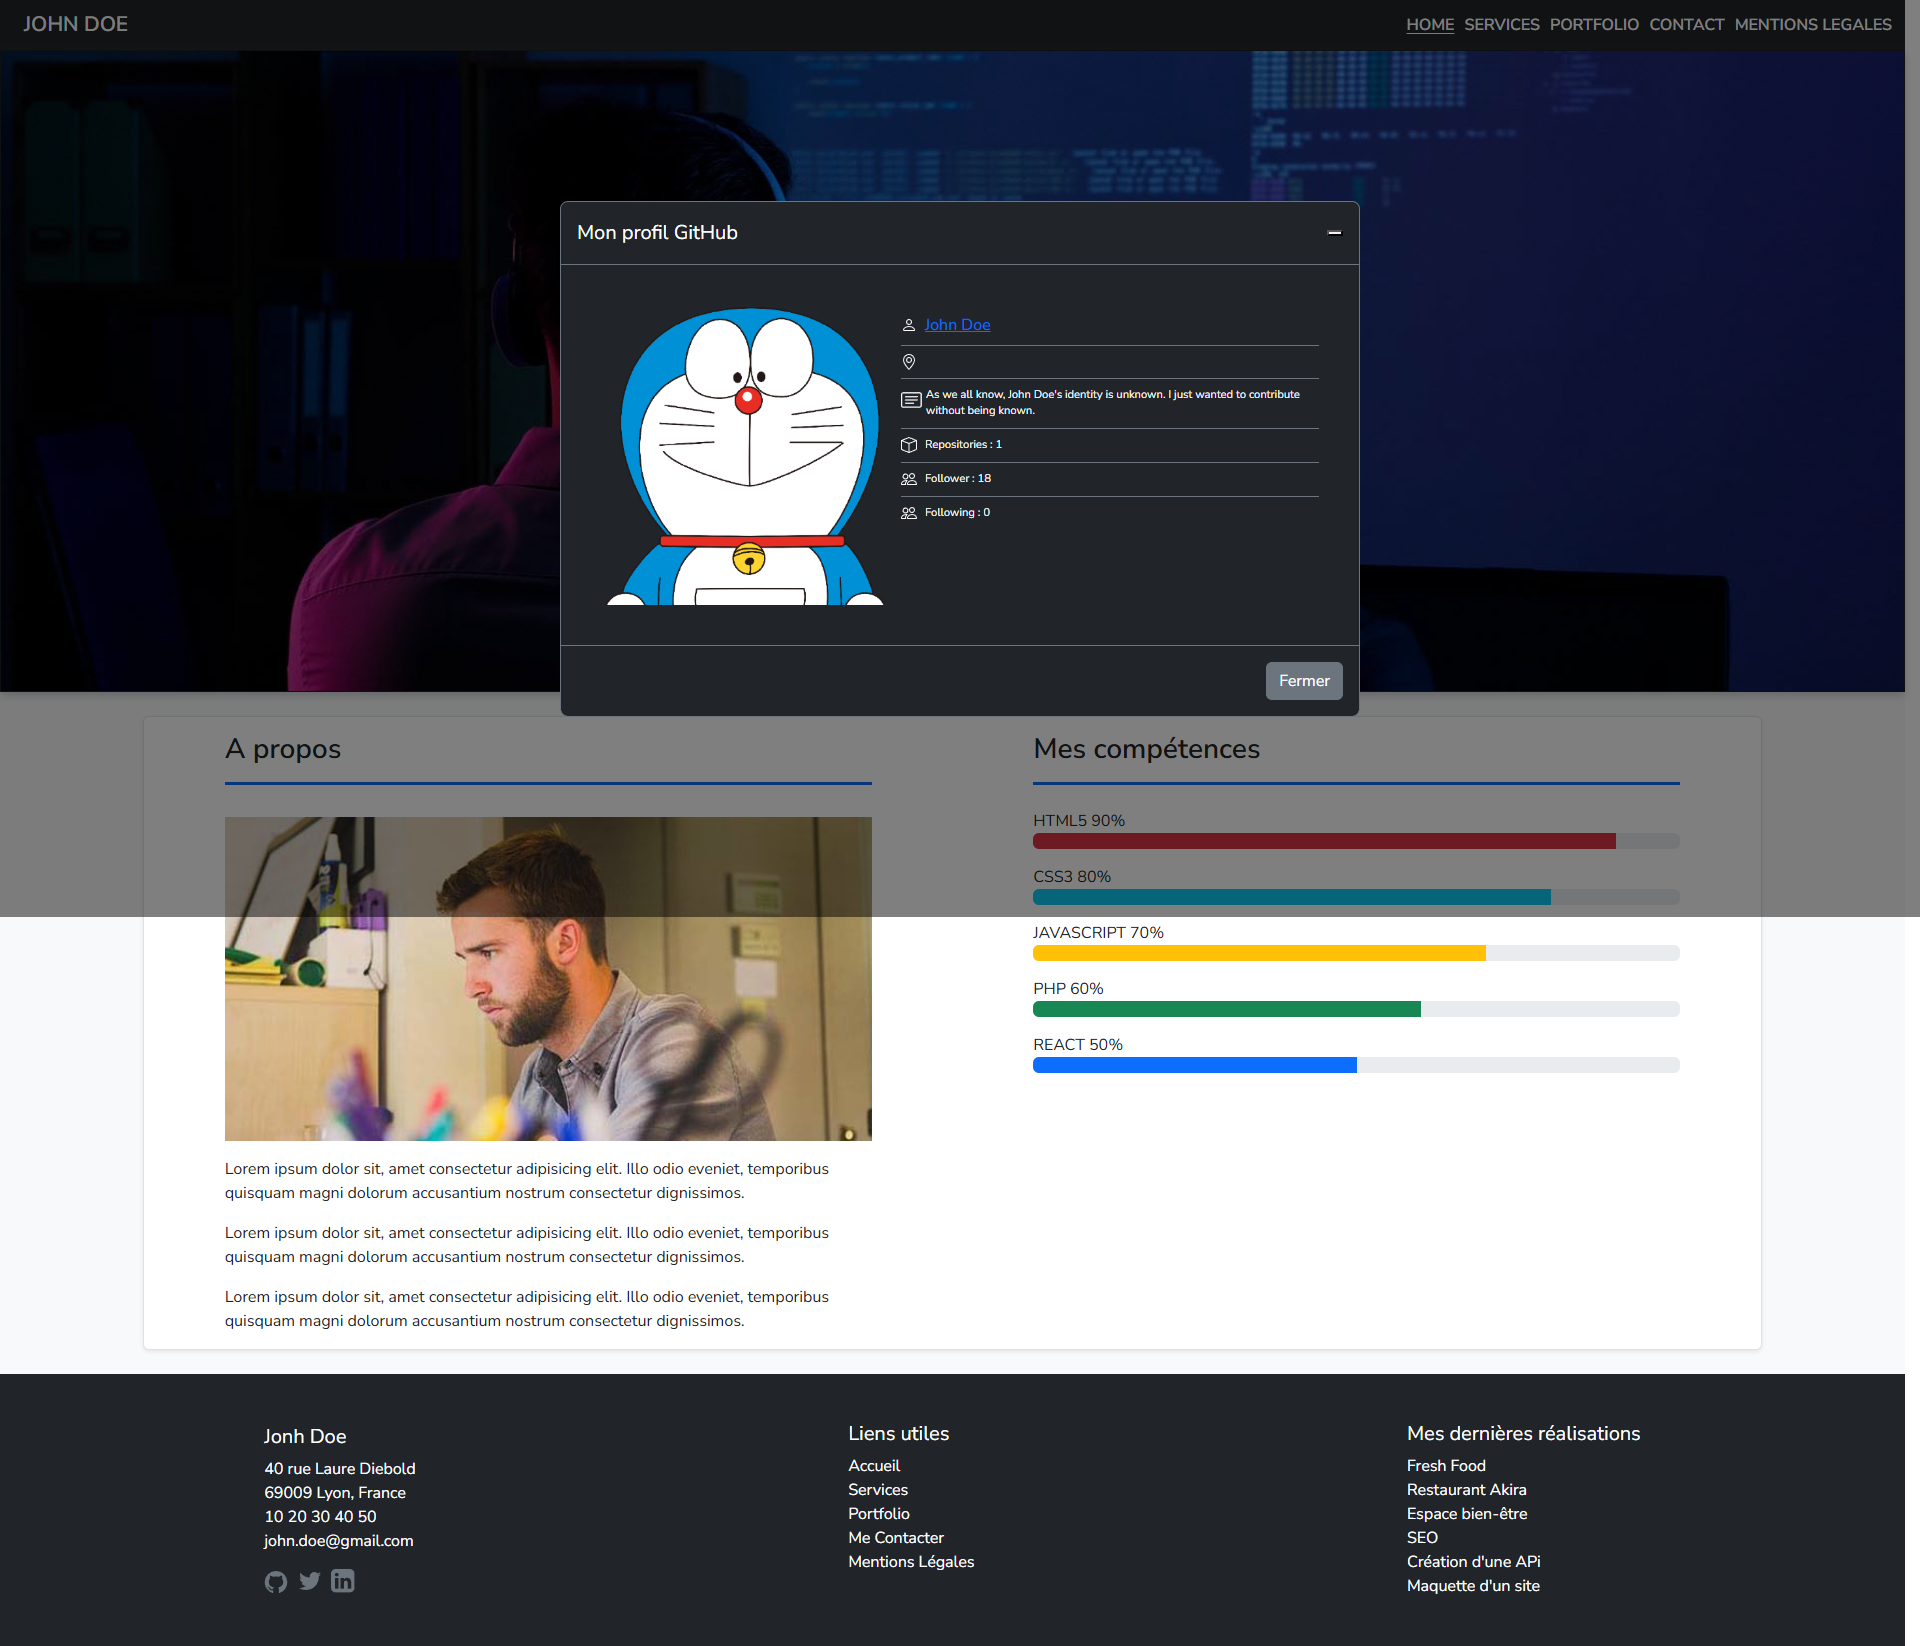 JOHN DOE
HOME SERVICES PORTFOLIO CONTACT MENTIONS LEGALES
Mon profil GitHub
John Doe
As we all know, John Doe's identity is unknown. I just wanted to contribute
without being known.
Repositories : 1
Follower : 18
Following : 0
Fermer
A propos
Lorem ipsum dolor sit, amet consectetur adipisicing elit. Illo odio eveniet, temporibus
quisquam magni dolorum accusantium nostrum consectetur dignissimos.
Lorem ipsum dolor sit, amet consectetur adipisicing elit. Illo odio eveniet, temporibus
quisquam magni dolorum accusantium nostrum consectetur dignissimos.
Lorem ipsum dolor sit, amet consectetur adipisicing elit. Illo odio eveniet, temporibus
quisquam magni dolorum accusantium nostrum consectetur dignissimos.
Mes compétences
HTML5 90%
CSS3 80%
JAVASCRIPT 70%
PHP 60%
REACT 50%
Jonh Doe
40 rue Laure Diebold
69009 Lyon, France
10 20 30 40 50
john.doe@gmail.com
Liens utiles
Accueil
Services
Portfolio
Me Contacter
Mentions Légales
Mes dernières réalisations
Fresh Food
Restaurant Akira
Espace bien-être
SEO
Création d'une APi
Maquette d'un site